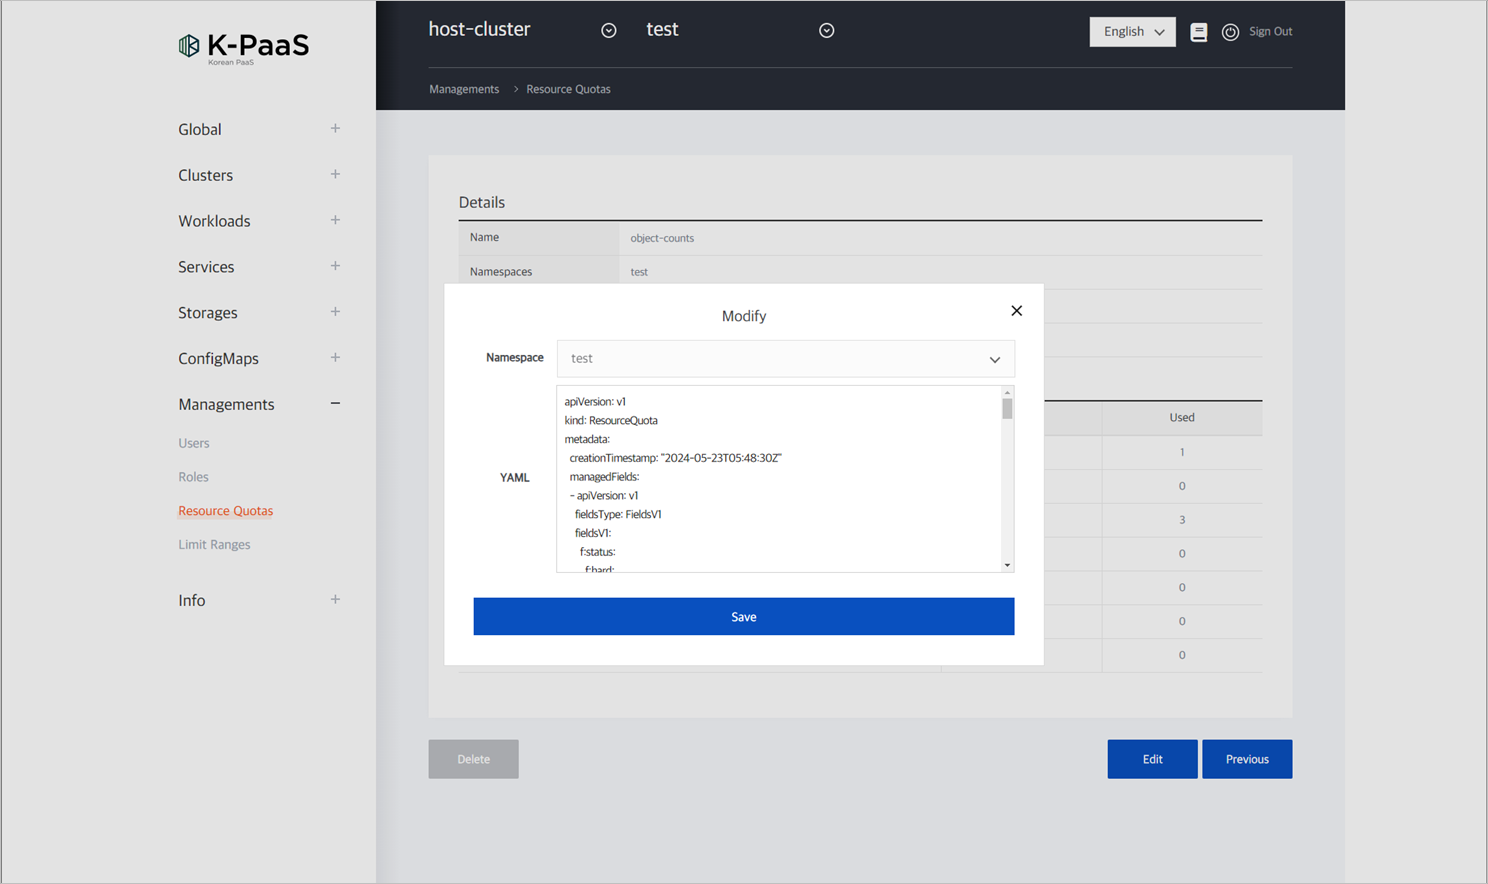 K-PaaS
Korean PaaS
host-cluster
test
English
Sign Out
Managements > Resource Quotas
Global +
Clusters +
Workloads +
Services +
Storages +
ConfigMaps +
Managements −
Users
Roles
Resource Quotas
Limit Ranges
Info +
Details
Name object-counts
Namespaces test
Modify
Namespace test
YAML
apiVersion: v1
kind: ResourceQuota
metadata:
creationTimestamp: "2024-05-23T05:48:30Z"
managedFields:
- apiVersion: v1
fieldsType: FieldsV1
fieldsV1:
f:status:
f:hard:
Save
Used
1
0
3
0
0
0
0
Delete
Edit
Previous